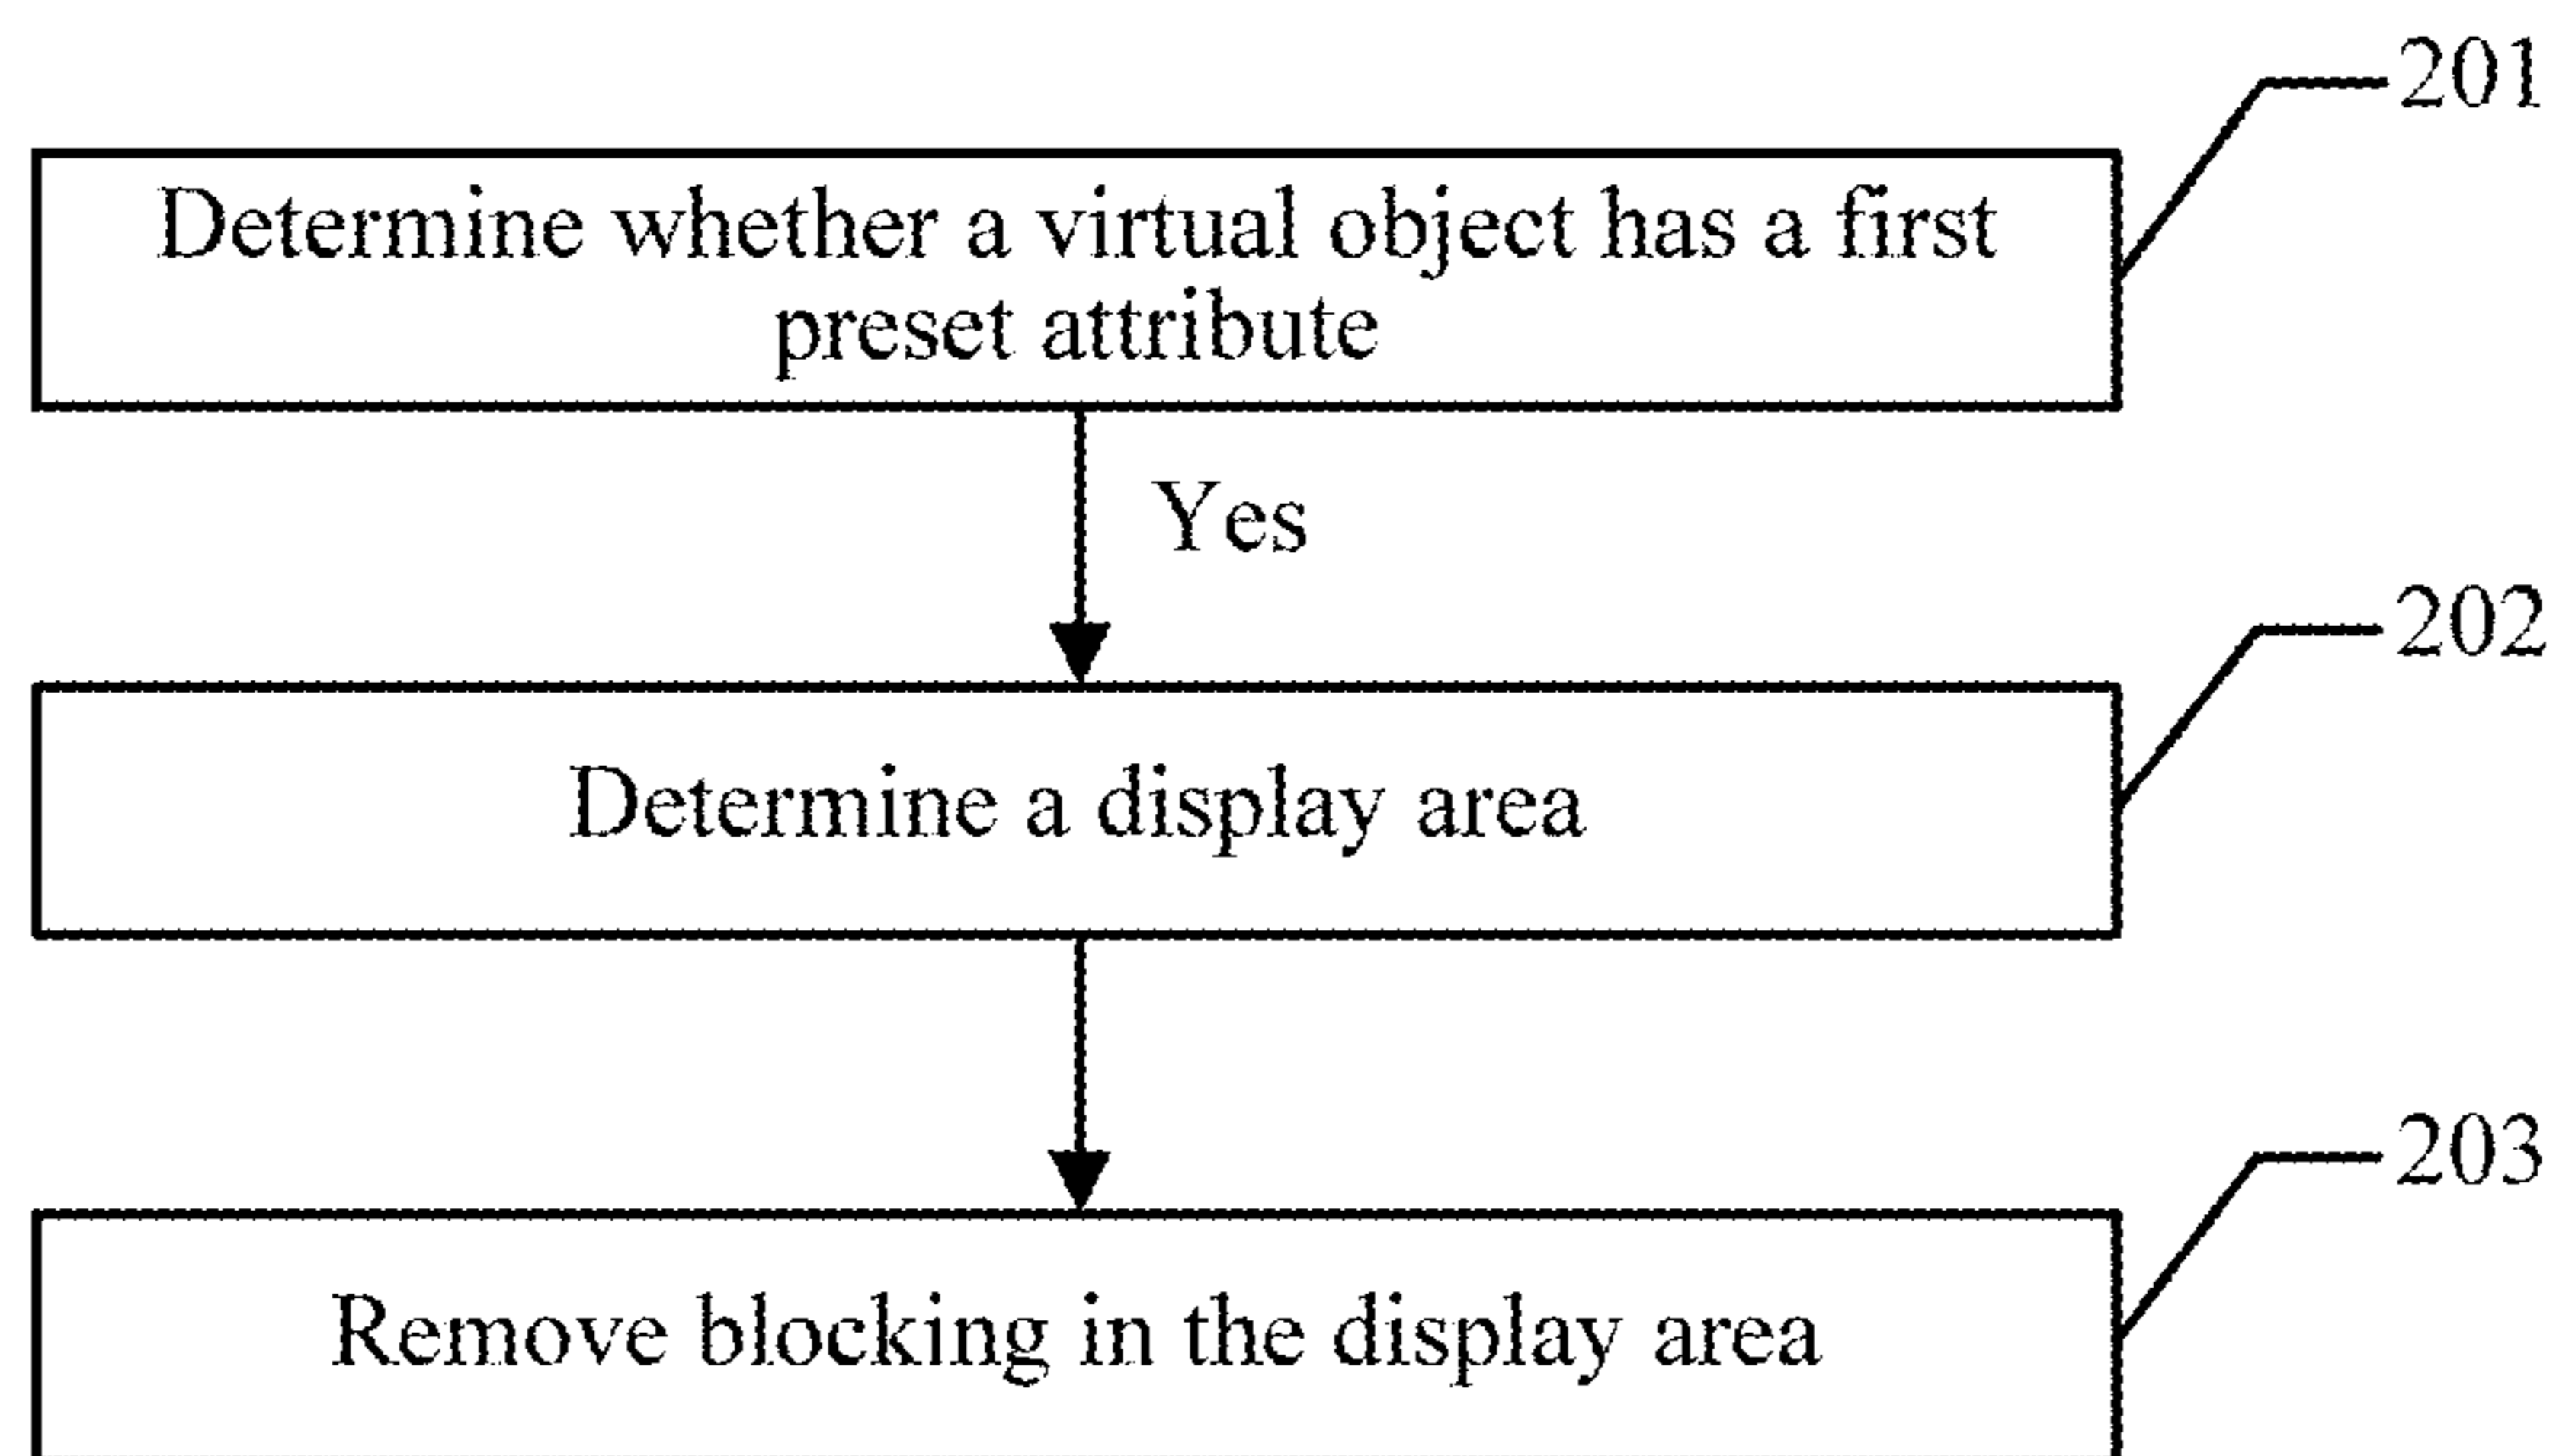 201
Determine whether a virtual object has a first
preset attribute
Yes
202
Determine a display area
203
Remove blocking in the display area